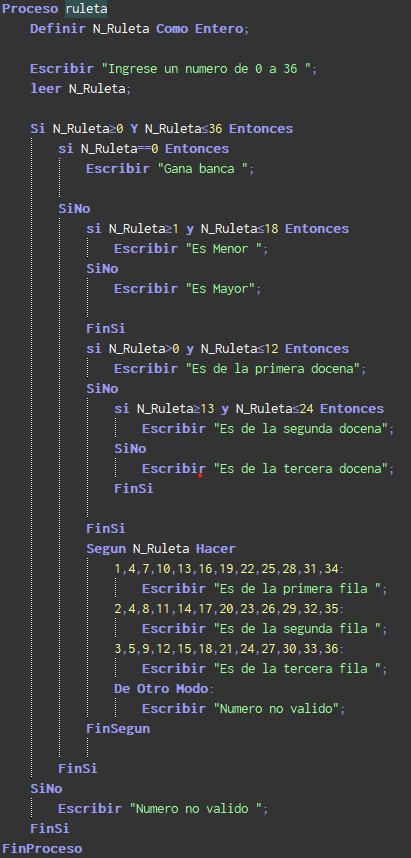 Proceso ruleta
Definir N_Ruleta Como Entero;
Escribir "Ingrese un numero de 0 a 36 ";
leer N_Ruleta;
Si N_Ruleta≥0 Y N_Ruleta≤36 Entonces
si N_Ruleta==0 Entonces
Escribir "Gana banca ";
SiNo
si N_Ruleta≥1 y N_Ruleta≤18 Entonces
Escribir "Es Menor ";
SiNo
Escribir "Es Mayor";
FinSi
si N_Ruleta>0 y N_Ruleta≤12 Entonces
Escribir "Es de la primera docena";
SiNo
si N_Ruleta≥13 y N_Ruleta≤24 Entonces
Escribir "Es de la segunda docena";
SiNo
Escribir "Es de la tercera docena";
FinSi
FinSi
Segun N_Ruleta Hacer
1,4,7,10,13,16,19,22,25,28,31,34:
Escribir "Es de la primera fila ";
2,4,8,11,14,17,20,23,26,29,32,35:
Escribir "Es de la segunda fila ";
3,5,9,12,15,18,21,24,27,30,33,36:
Escribir "Es de la tercera fila ";
De Otro Modo:
Escribir "Numero no valido";
FinSegun
FinSi
SiNo
Escribir "Numero no valido ";
FinSi
FinProceso